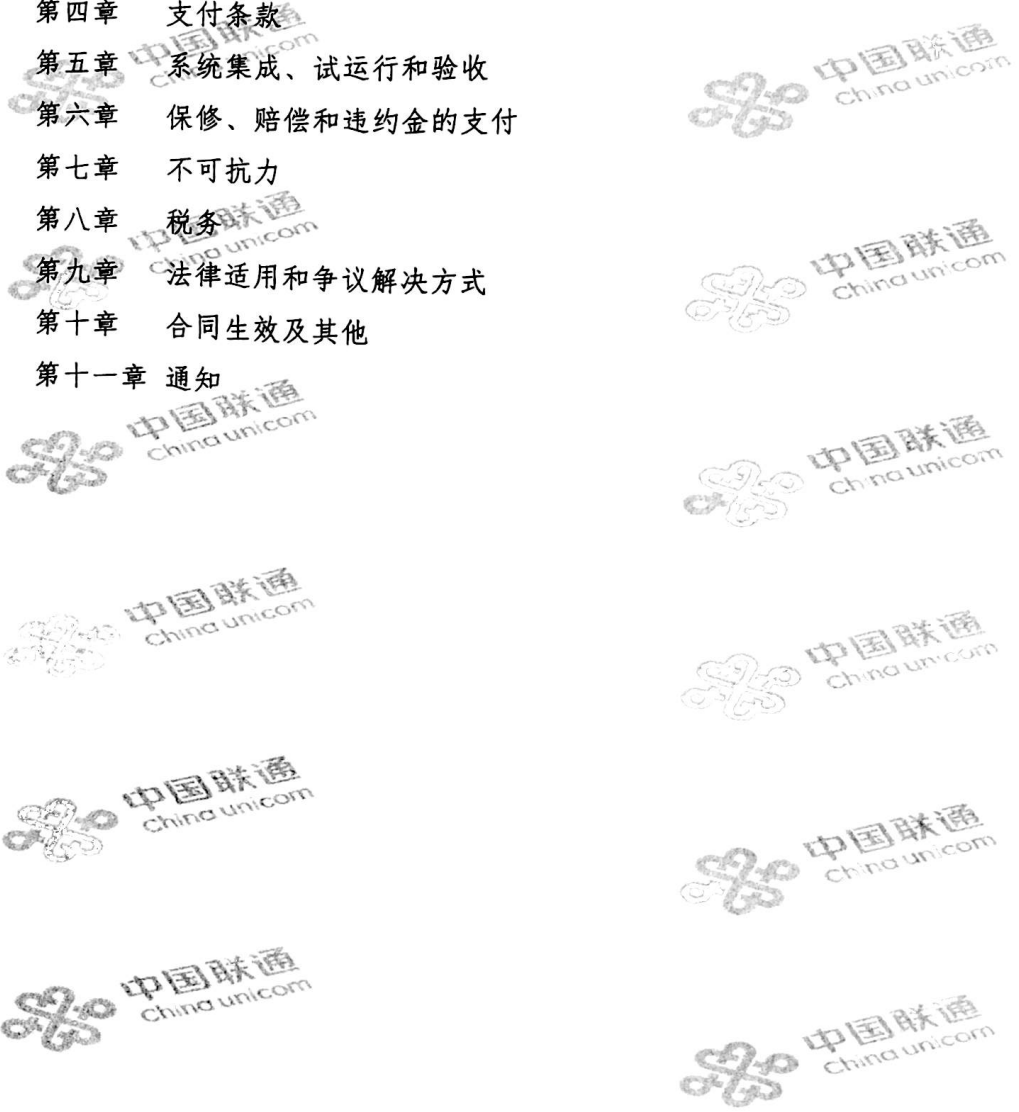 第四章 支付条款
第五章 系统集成、试运行和验收
第六章 保修、赔偿和违约金的支付
第七章 不可抗力
第八章 税务
第九章 法律适用和争议解决方式
第十章 合同生效及其他
第十一章 通知
中国联通
China unicom
中国联通
China unicom
中国联通
China unicom
中国联通
China unicom
中国联通
China unicom
中国联通
China unicom
中国联通
China unicom
中国联通
China unicom
中国联通
China unicom
中国联通
China unicom
中国联通
China unicom
中国联通
China unicom